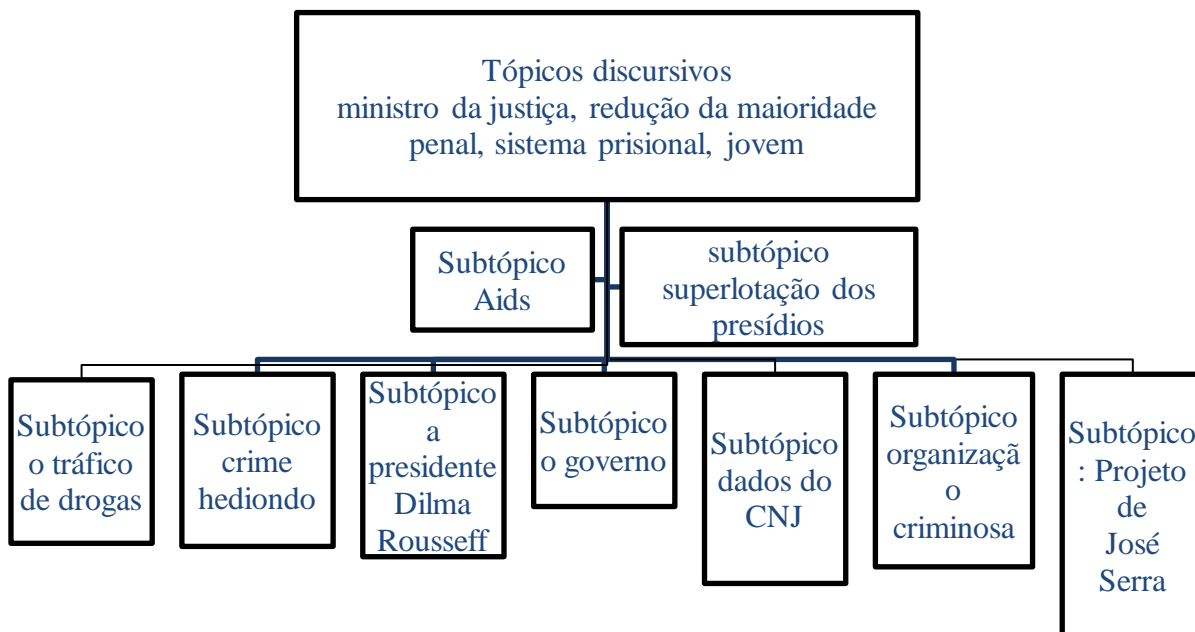 Tópicos discursivos
ministro da justiça, redução da maioridade
penal, sistema prisional, jovem
Subtópico
Aids
subtópico
superlotação dos
presídios
Subtópico
o tráfico
de drogas
Subtópico
crime
hediondo
Subtópico
a
presidente
Dilma
Rousseff
Subtópico
o governo
Subtópico
dados do
CNJ
Subtópico
organizaçã
o
criminosa
Subtópico
: Projeto
de
José
Serra